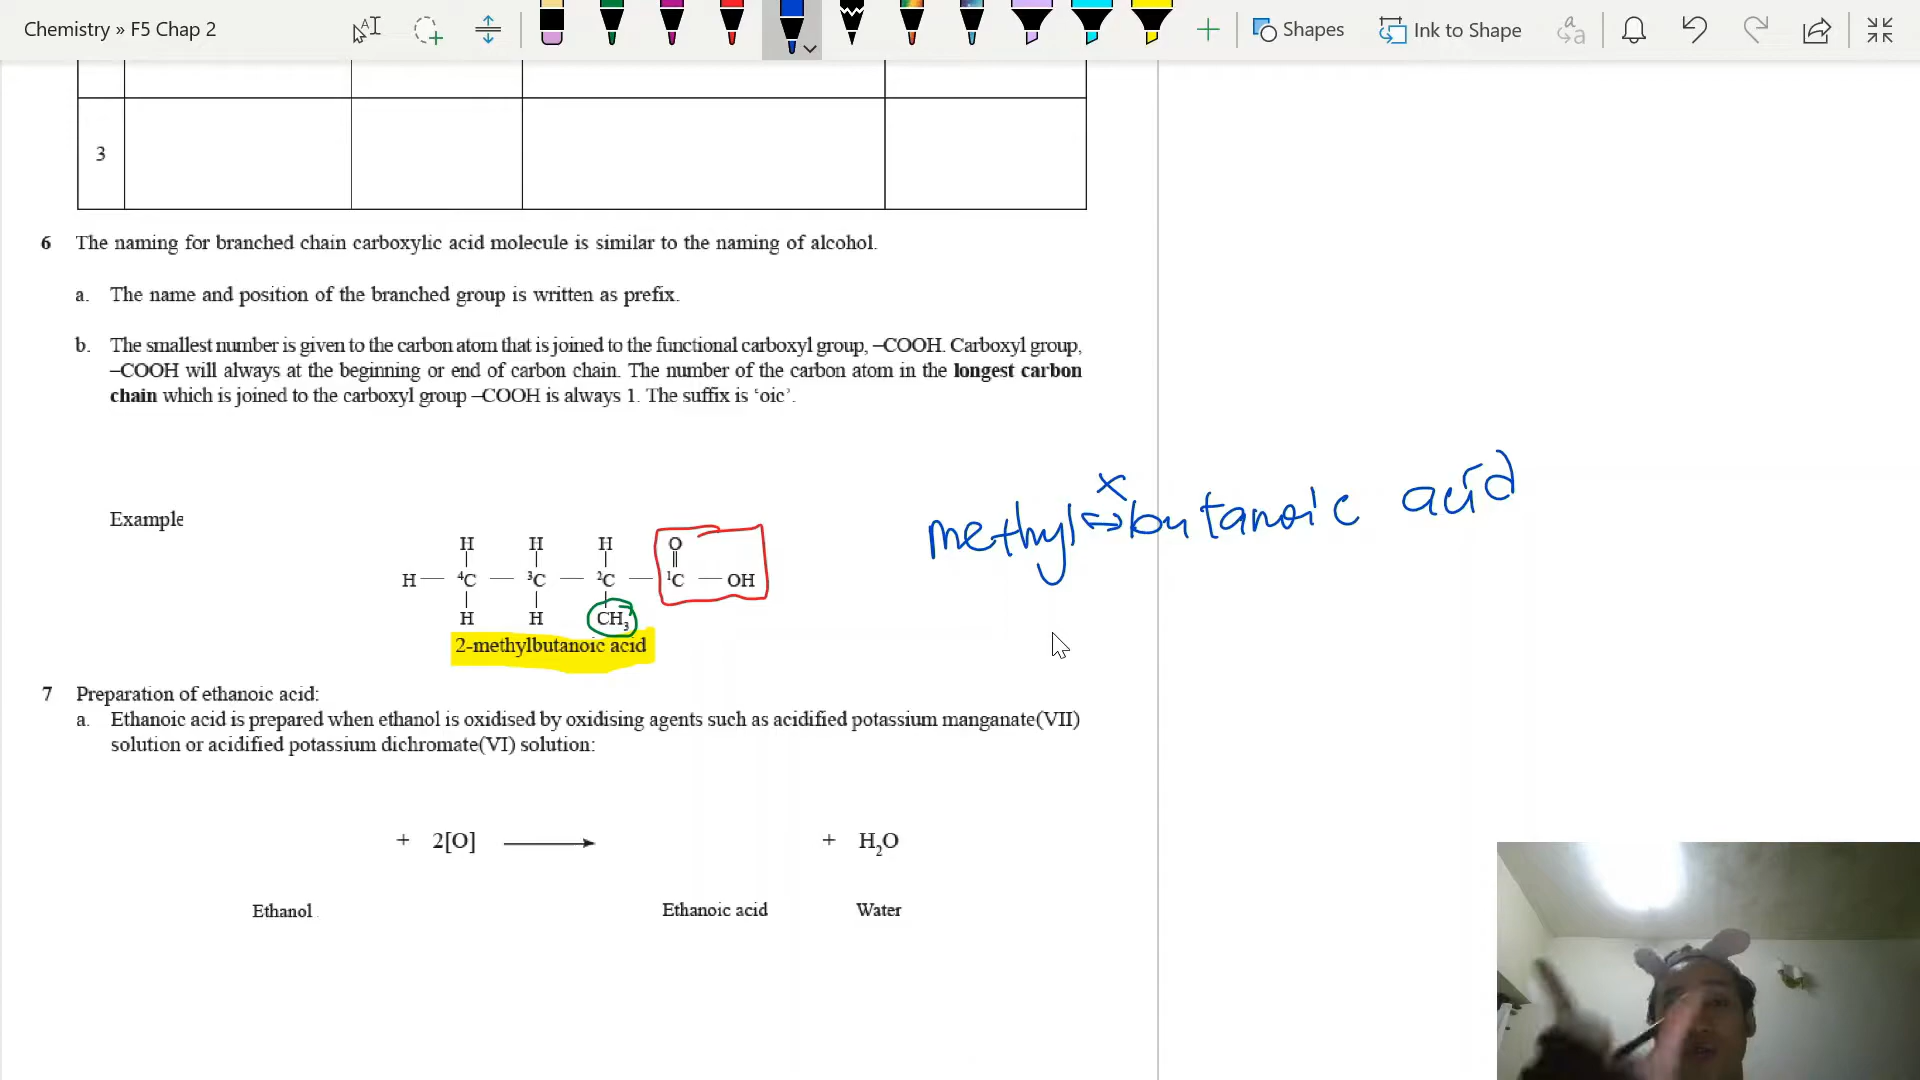 Chemistry » F5 Chap 2
Shapes
Ink to Shape
3
6 The naming for branched chain carboxylic acid molecule is similar to the naming of alcohol.
a. The name and position of the branched group is written as prefix.
b. The smallest number is given to the carbon atom that is joined to the functional carboxyl group, –COOH. Carboxyl group,
–COOH will always at the beginning or end of carbon chain. The number of the carbon atom in the longest carbon
chain which is joined to the carboxyl group –COOH is always 1. The suffix is ‘oic’.
x
methyl↔butanoic acid
Example
H H H O
H — ⁴C — ³C — ²C — ¹C — OH
H H CH₃
2-methylbutanoic acid
7 Preparation of ethanoic acid:
a. Ethanoic acid is prepared when ethanol is oxidised by oxidising agents such as acidified potassium manganate(VII)
solution or acidified potassium dichromate(VI) solution:
+ 2[O] ⟶ + H₂O
Ethanol Ethanoic acid Water